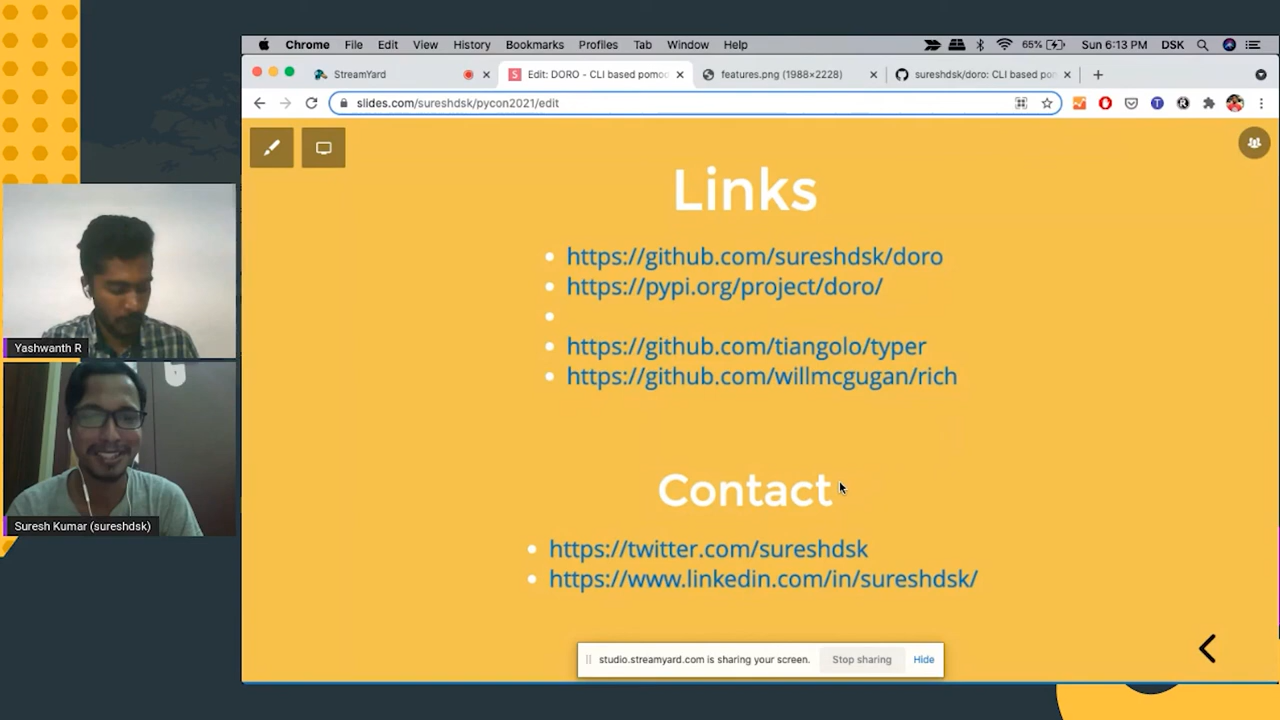 Chrome File Edit View History Bookmarks Profiles Tab Window Help 65% Sun 6:13 PM DSK
StreamYard Edit: DORO - CLI based pomo features.png (1988×2228) sureshdsk/doro: CLI based po
slides.com/sureshdsk/pycon2021/edit
Links
https://github.com/sureshdsk/doro
https://pypi.org/project/doro/
https://github.com/tiangolo/typer
https://github.com/willmcgugan/rich
Contact
https://twitter.com/sureshdsk
https://www.linkedin.com/in/sureshdsk/
studio.streamyard.com is sharing your screen. Stop sharing Hide
Yashwanth R
Suresh Kumar (sureshdsk)